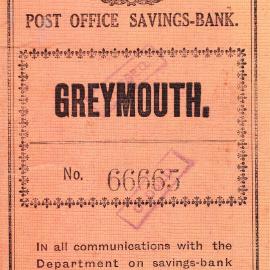 POST OFFICE SAVINGS-BANK.
GREYMOUTH.
No. 66665
In all communications with the
Department on savings-bank